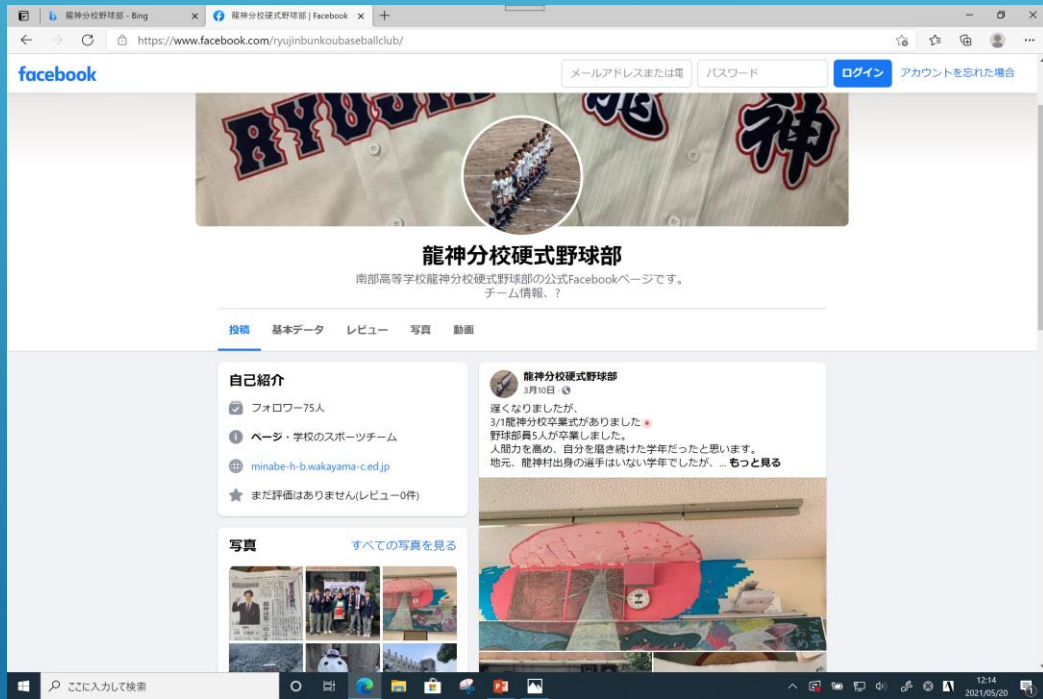 龍神分校野球部 - Bing
龍神分校硬式野球部 | Facebook
https://www.facebook.com/ryujinbunkoubaseballclub/
facebook
メールアドレスまたは電
パスワード
ログイン
アカウントを忘れた場合
RYUJIN 龍神
龍神分校硬式野球部
南部高等学校龍神分校硬式野球部の公式Facebookページです。
チーム情報、?
投稿 基本データ レビュー 写真 動画
自己紹介
フォロワー75人
ページ・学校のスポーツチーム
minabe-h-b.wakayama-c.ed.jp
まだ評価はありません(レビュー0件)
写真 すべての写真を見る
龍神分校硬式野球部
3月10日
遅くなりましたが、
3/1龍神分校卒業式がありました
野球部員5人が卒業しました。
人間力を高め、自分を磨き続けた学年だったと思います。
地元、龍神村出身の選手はいない学年でしたが、... もっと見る
ここに入力して検索
12:14
2021/05/20